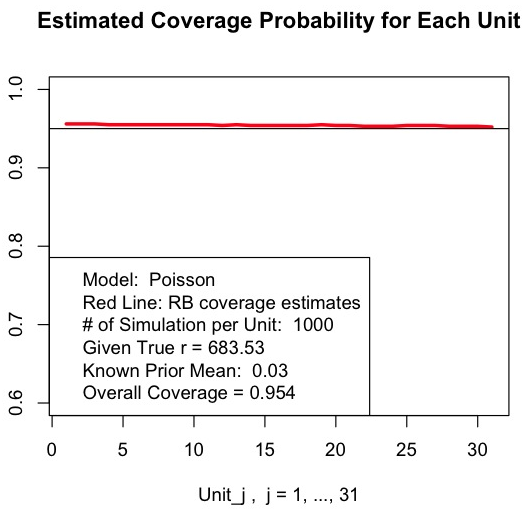 Estimated Coverage Probability for Each Unit
1.0
0.9
0.8
0.7
0.6
Model:  Poisson
Red Line: RB coverage estimates
# of Simulation per Unit:  1000
Given True r = 683.53
Known Prior Mean:  0.03
Overall Coverage = 0.954
0 5 10 15 20 25 30
Unit_j ,  j = 1, ..., 31